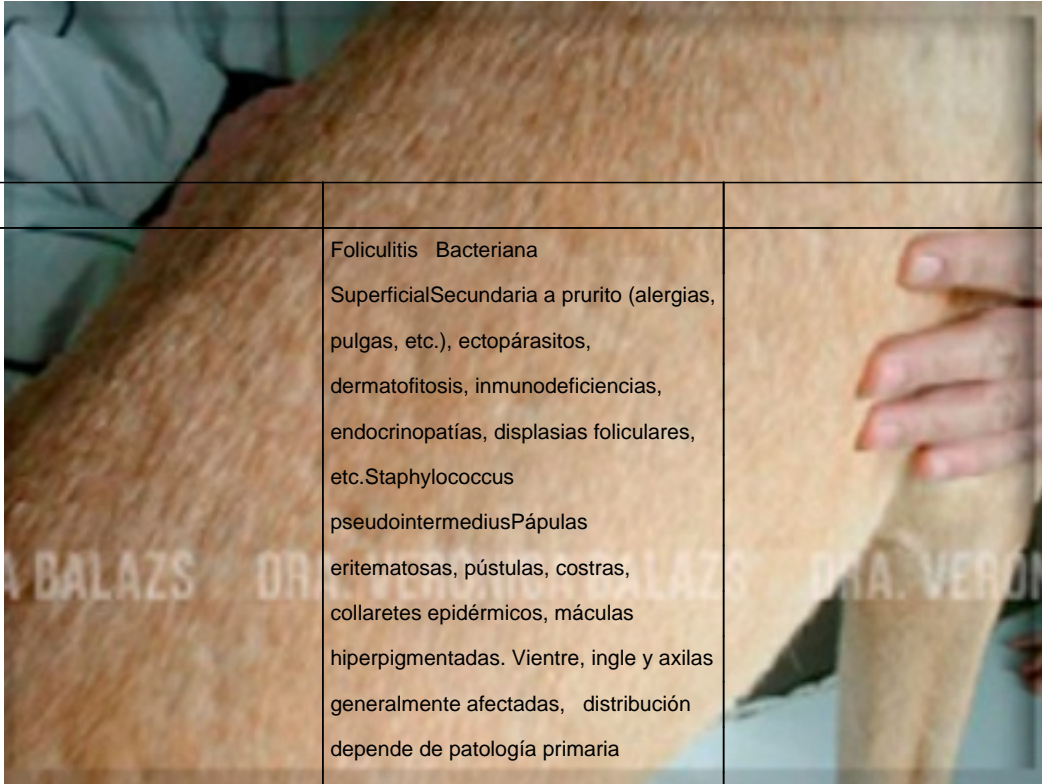 Foliculitis Bacteriana
SuperficialSecundaria a prurito (alergias,
pulgas, etc.), ectopárasitos,
dermatofitosis, inmunodeficiencias,
endocrinopatías, displasias foliculares,
etc.Staphylococcus
pseudointermediusPápulas
eritematosas, pústulas, costras,
collaretes epidérmicos, máculas
hiperpigmentadas. Vientre, ingle y axilas
generalmente afectadas, distribución
depende de patología primaria
A BALAZS DRA. VERONICA BALAZS DRA. VERON